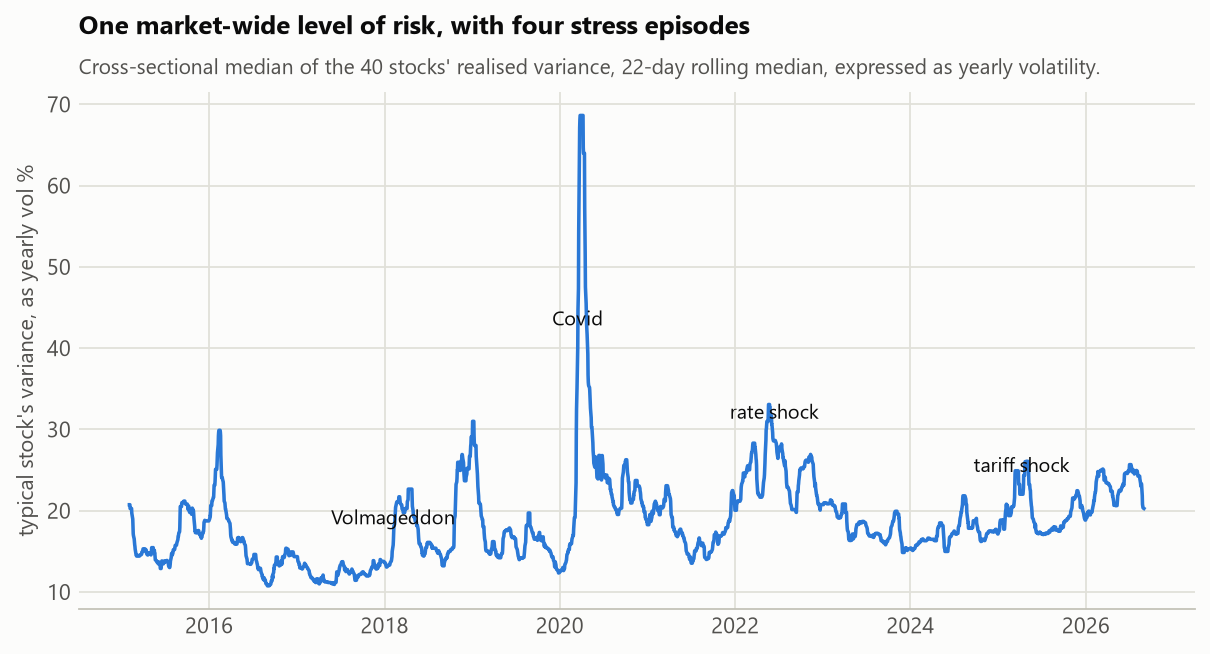 One market-wide level of risk, with four stress episodes
Cross-sectional median of the 40 stocks' realised variance, 22-day rolling median, expressed as yearly volatility.
typical stock's variance, as yearly vol %
70
60
50
40
30
20
10
Covid
rate shock
tariff shock
Volmageddon
2016
2018
2020
2022
2024
2026